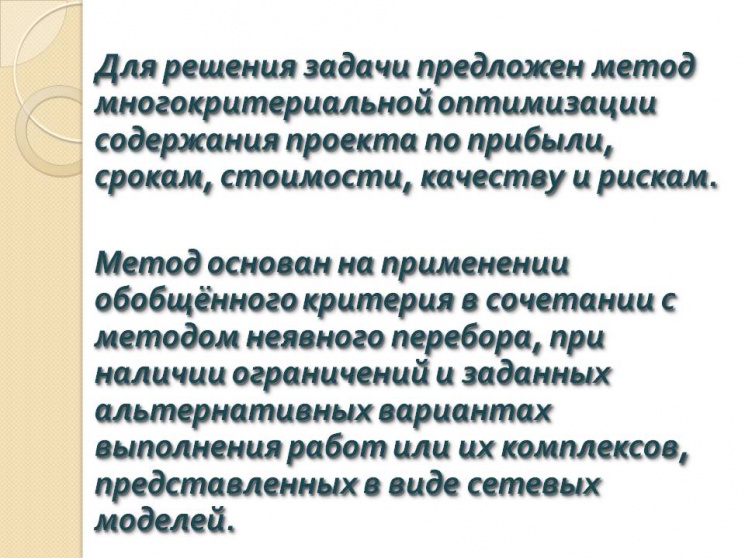 Для решения задачи предложен метод
многокритериальной оптимизации
содержания проекта по прибыли,
срокам, стоимости, качеству и рискам.
Метод основан на применении
обобщённого критерия в сочетании с
методом неявного перебора, при
наличии ограничений и заданных
альтернативных вариантах
выполнения работ или их комплексов,
представленных в виде сетевых
моделей.